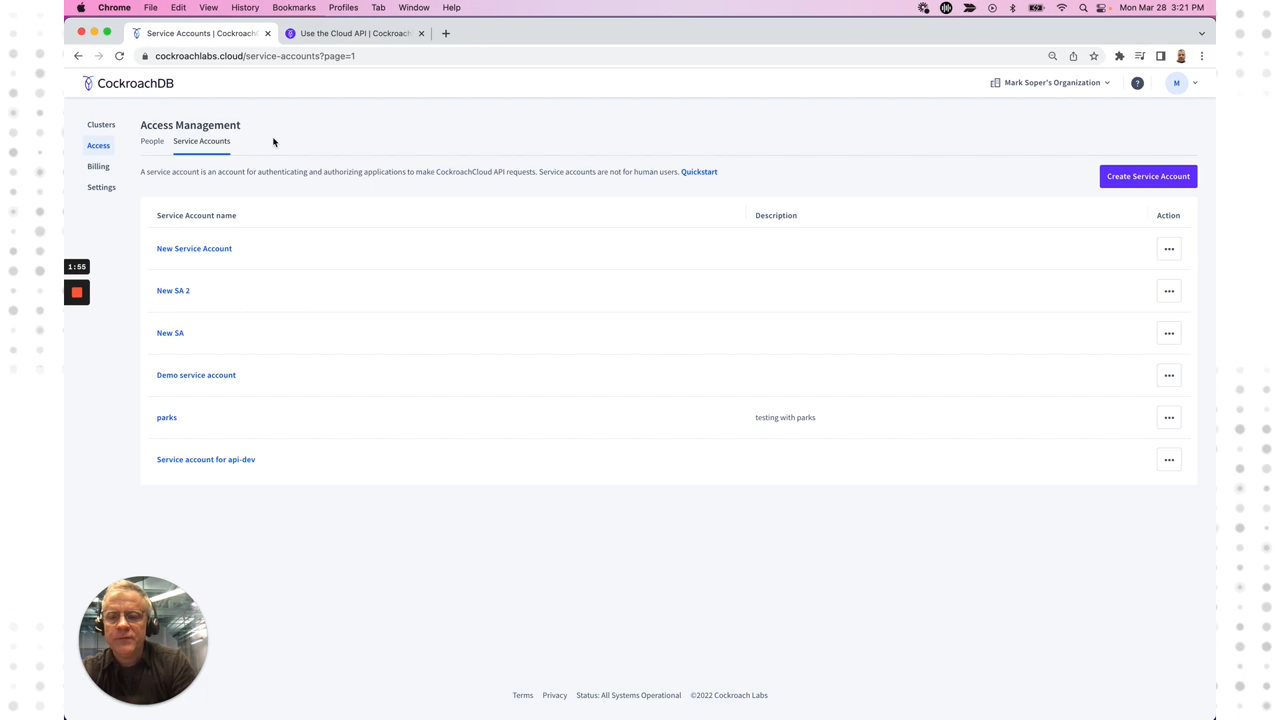 Chrome File Edit View History Bookmarks Profiles Tab Window Help Mon Mar 28 3:21 PM
Service Accounts | Cockroach Use the Cloud API | Cockroach
cockroachlabs.cloud/service-accounts?page=1
CockroachDB Mark Soper's Organization ? M
Clusters
Access
Billing
Settings
Access Management
People Service Accounts
A service account is an account for authenticating and authorizing applications to make CockroachCloud API requests. Service accounts are not for human users. Quickstart
Create Service Account
Service Account name Description Action
New Service Account
New SA 2
New SA
Demo service account
parks testing with parks
Service account for api-dev
1:55
Terms Privacy Status: All Systems Operational ©2022 Cockroach Labs